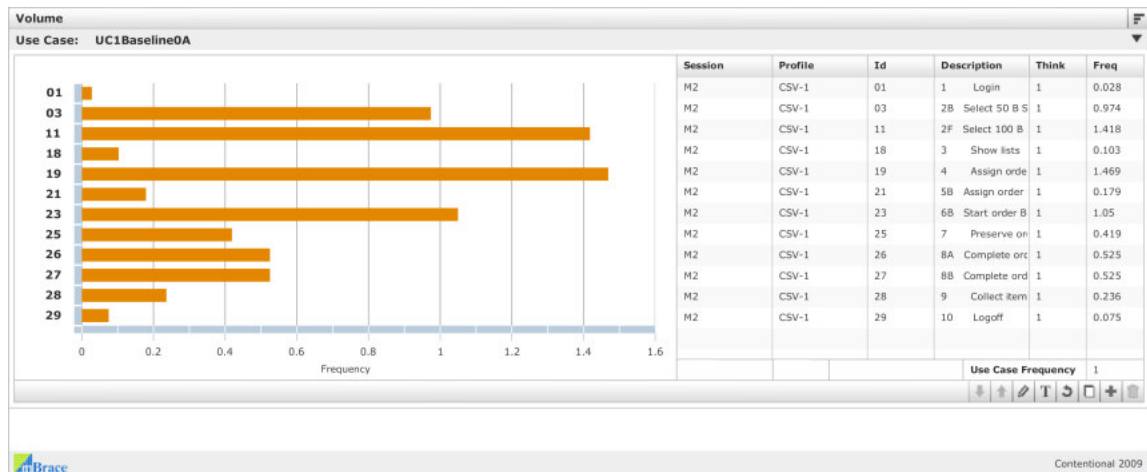 Volume
Use Case: UC1Baseline0A
01
03
11
18
19
21
23
25
26
27
28
29
0 0.2 0.4 0.6 0.8 1 1.2 1.4 1.6
Frequency
Session Profile Id Description Think Freq
M2 CSV-1 01 1 Login 1 0.028
M2 CSV-1 03 2B Select 50 B S 1 0.974
M2 CSV-1 11 2F Select 100 B 1 1.418
M2 CSV-1 18 3 Show lists 1 0.103
M2 CSV-1 19 4 Assign orde 1 1.469
M2 CSV-1 21 5B Assign order 1 0.179
M2 CSV-1 23 6B Start order B 1 1.05
M2 CSV-1 25 7 Preserve or 1 0.419
M2 CSV-1 26 8A Complete orc 1 0.525
M2 CSV-1 27 8B Complete ord 1 0.525
M2 CSV-1 28 9 Collect item 1 0.236
M2 CSV-1 29 10 Logoff 1 0.075
Use Case Frequency 1
T
Brace
Contentional 2009